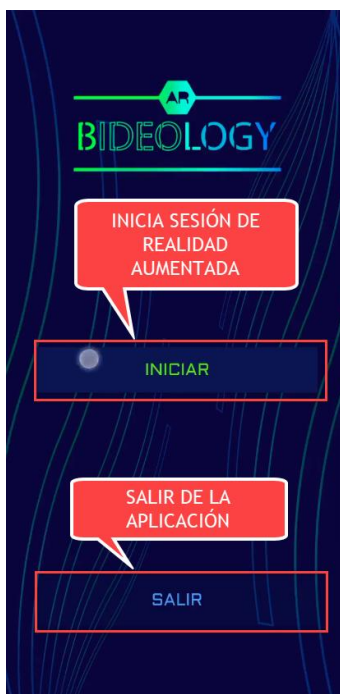 AR
BIDEOLOGY
INICIA SESIÓN DE
REALIDAD
AUMENTADA
INICIAR
SALIR DE LA
APLICACIÓN
SALIR